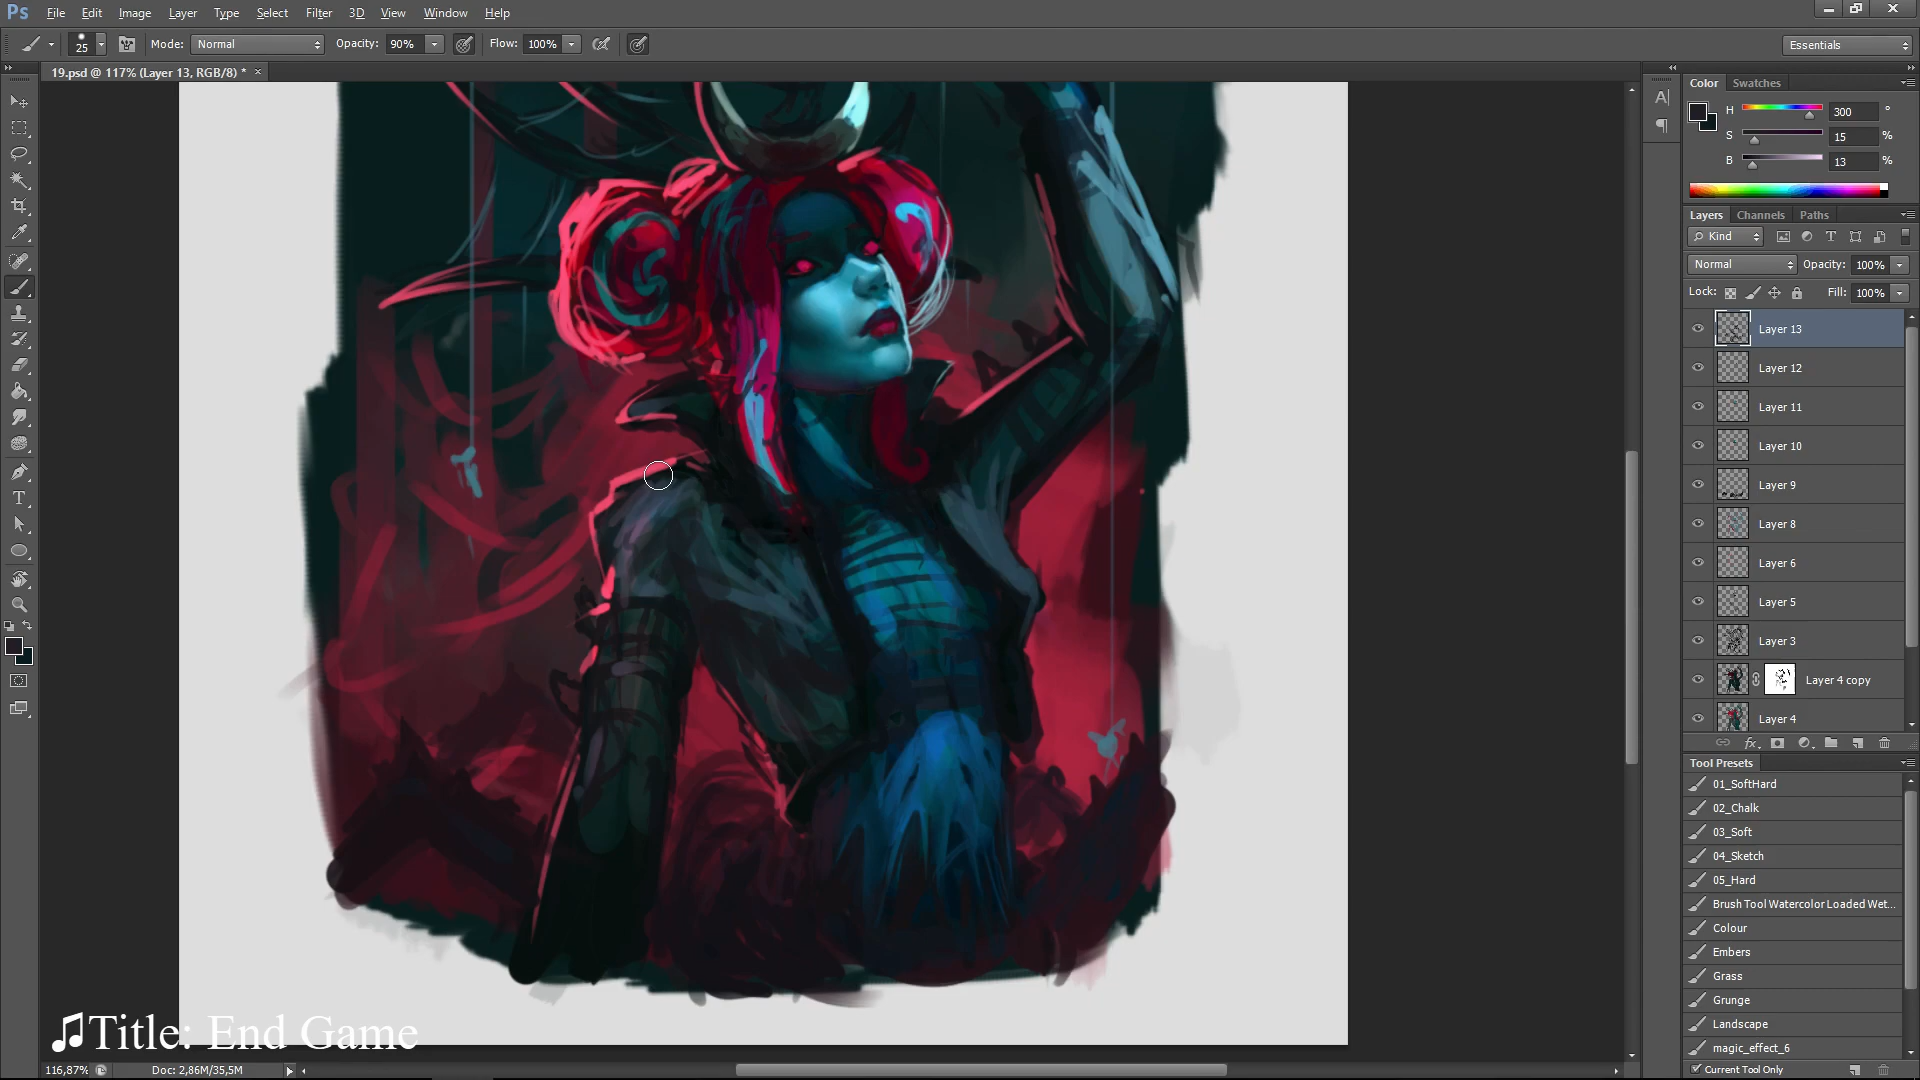 Ps File Edit Image Layer Type Select Filter 3D View Window Help
25 Mode: Normal Opacity: 90% Flow: 100% Essentials
19.psd @ 117% (Layer 13, RGB/8) * ×
Color Swatches
H 300 °
S 15 %
B 13 %
Layers Channels Paths
Kind
Normal Opacity: 100%
Lock: Fill: 100%
Layer 13
Layer 12
Layer 11
Layer 10
Layer 9
Layer 8
Layer 6
Layer 5
Layer 3
Layer 4 copy
Layer 4
fx
Tool Presets
01_SoftHard
02_Chalk
03_Soft
04_Sketch
05_Hard
Brush Tool Watercolor Loaded Wet...
Colour
Embers
Grass
Grunge
Landscape
magic_effect_6
Current Tool Only
Title: End Game
116,87% Doc: 2,86M/35,5M